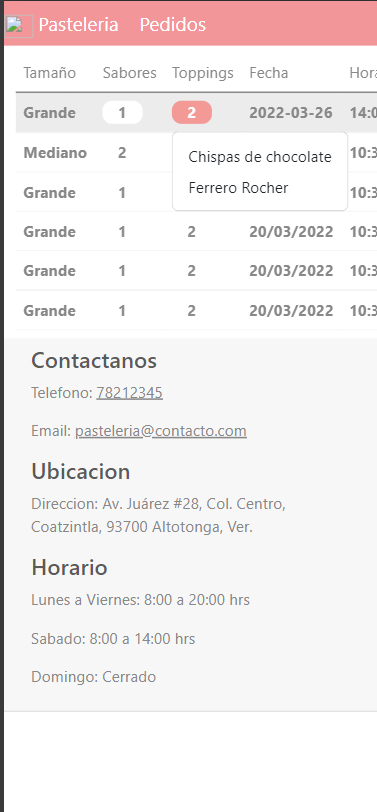 Pasteleria Pedidos
Tamaño Sabores Toppings Fecha Hora
Grande 1 2 2022-03-26 14:0
Mediano 2 10:3
Chispas de chocolate
Grande 1 10:3
Ferrero Rocher
Grande 1 2 20/03/2022 10:3
Grande 1 2 20/03/2022 10:3
Grande 1 2 20/03/2022 10:3
Contactanos
Telefono: 78212345
Email: pasteleria@contacto.com
Ubicacion
Direccion: Av. Juárez #28, Col. Centro,
Coatzintla, 93700 Altotonga, Ver.
Horario
Lunes a Viernes: 8:00 a 20:00 hrs
Sabado: 8:00 a 14:00 hrs
Domingo: Cerrado